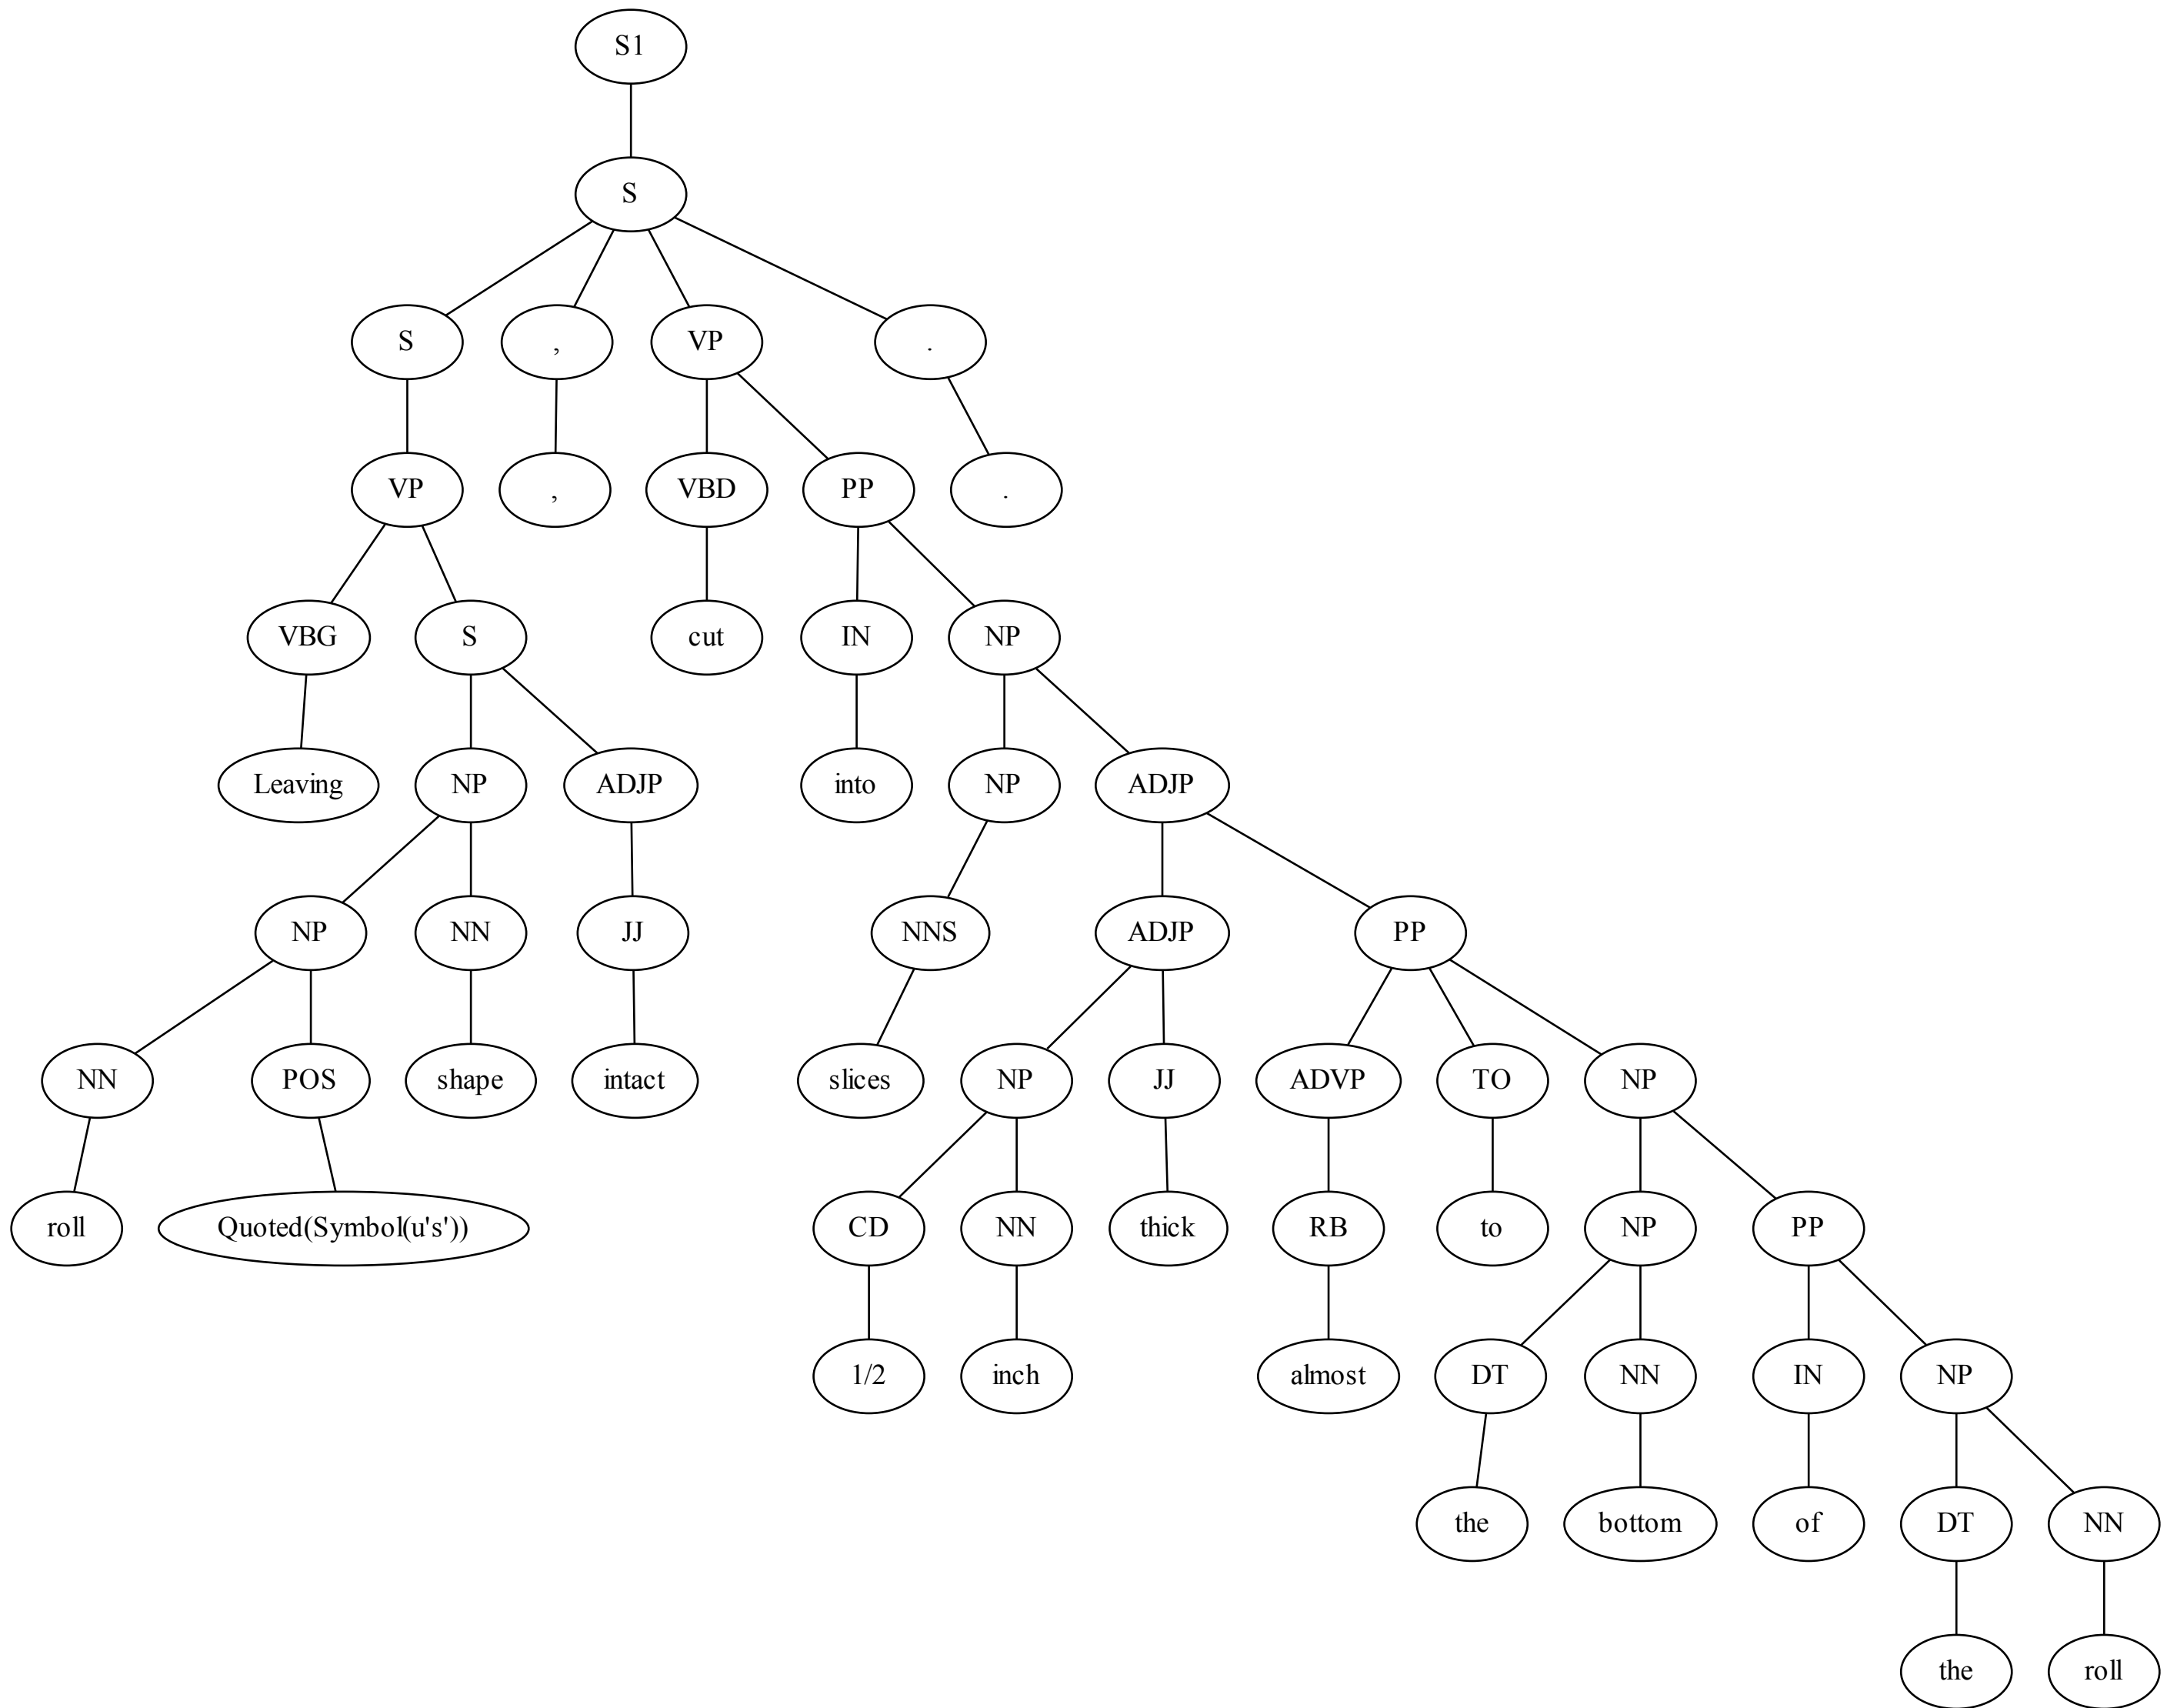 S1
S
S , VP .
VP , VBD PP .
VBG S cut IN NP
Leaving NP ADJP into NP ADJP
NP NN JJ NNS ADJP PP
NN POS shape intact slices NP JJ ADVP TO NP
roll Quoted(Symbol(u's')) CD NN thick RB to NP PP
1/2 inch almost DT NN IN NP
the bottom of DT NN
the roll